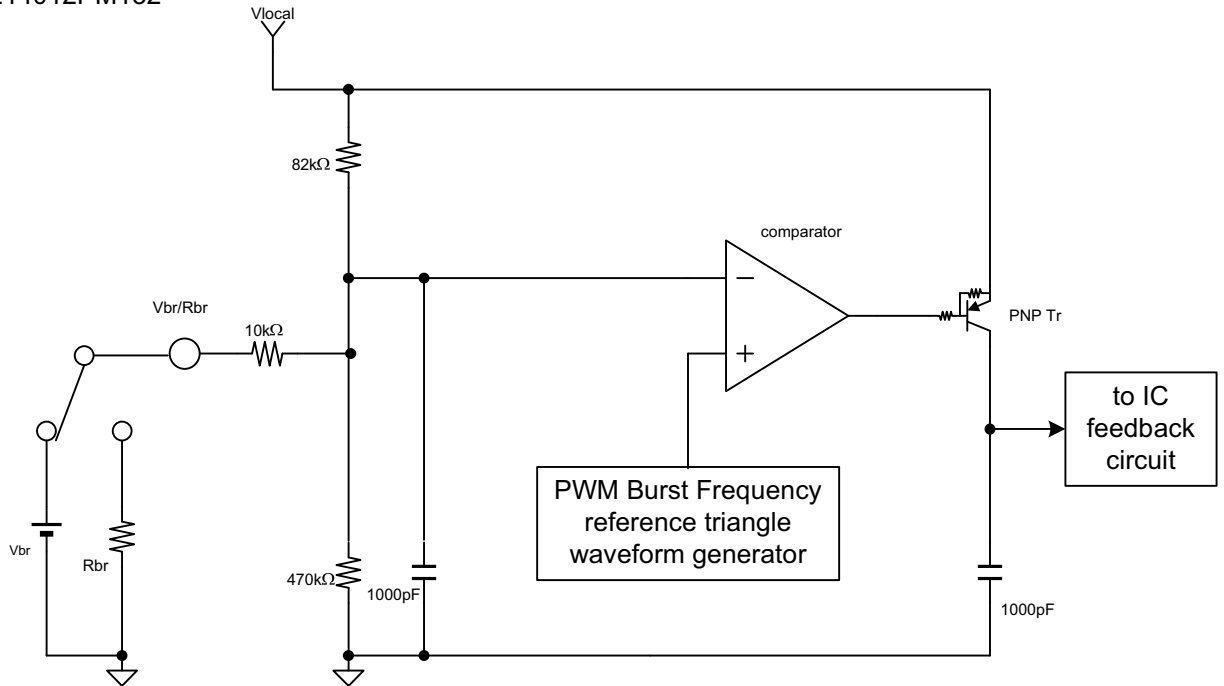 Vlocal
82kΩ
comparator
Vbr/Rbr
10kΩ
−
+
PNP Tr
to IC
feedback
circuit
PWM Burst Frequency
reference triangle
waveform generator
Vbr
Rbr
470kΩ
1000pF
1000pF